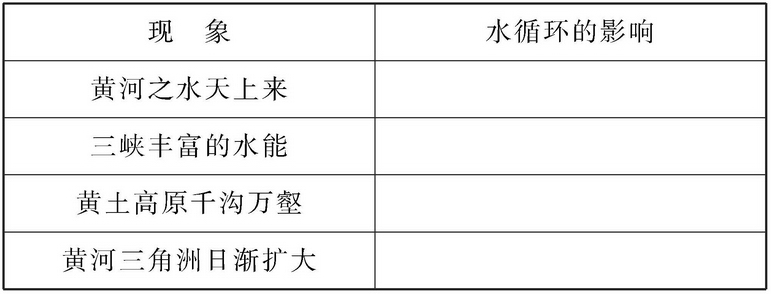 现 象 水循环的影响
黄河之水天上来
三峡丰富的水能
黄土高原千沟万壑
黄河三角洲日渐扩大